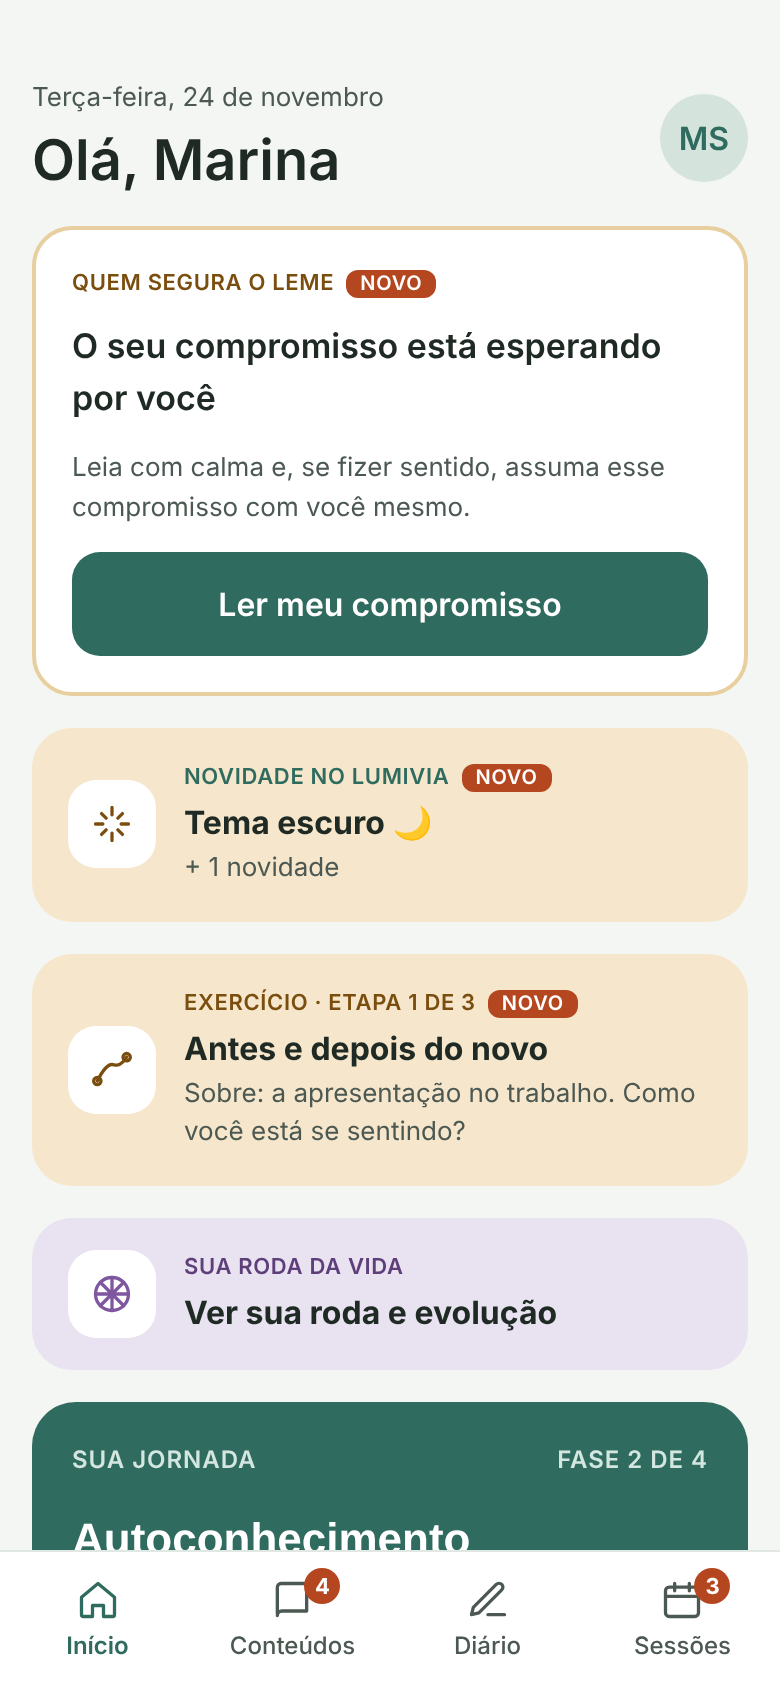 Terça-feira, 24 de novembro
Olá, Marina
MS
QUEM SEGURA O LEME NOVO
O seu compromisso está esperando
por você
Leia com calma e, se fizer sentido, assuma esse
compromisso com você mesmo.
Ler meu compromisso
NOVIDADE NO LUMIVIA NOVO
Tema escuro 🌙
+ 1 novidade
EXERCÍCIO · ETAPA 1 DE 3 NOVO
Antes e depois do novo
Sobre: a apresentação no trabalho. Como
você está se sentindo?
SUA RODA DA VIDA
Ver sua roda e evolução
SUA JORNADA FASE 2 DE 4
Autoconhecimento
4 3
Início Conteúdos Diário Sessões